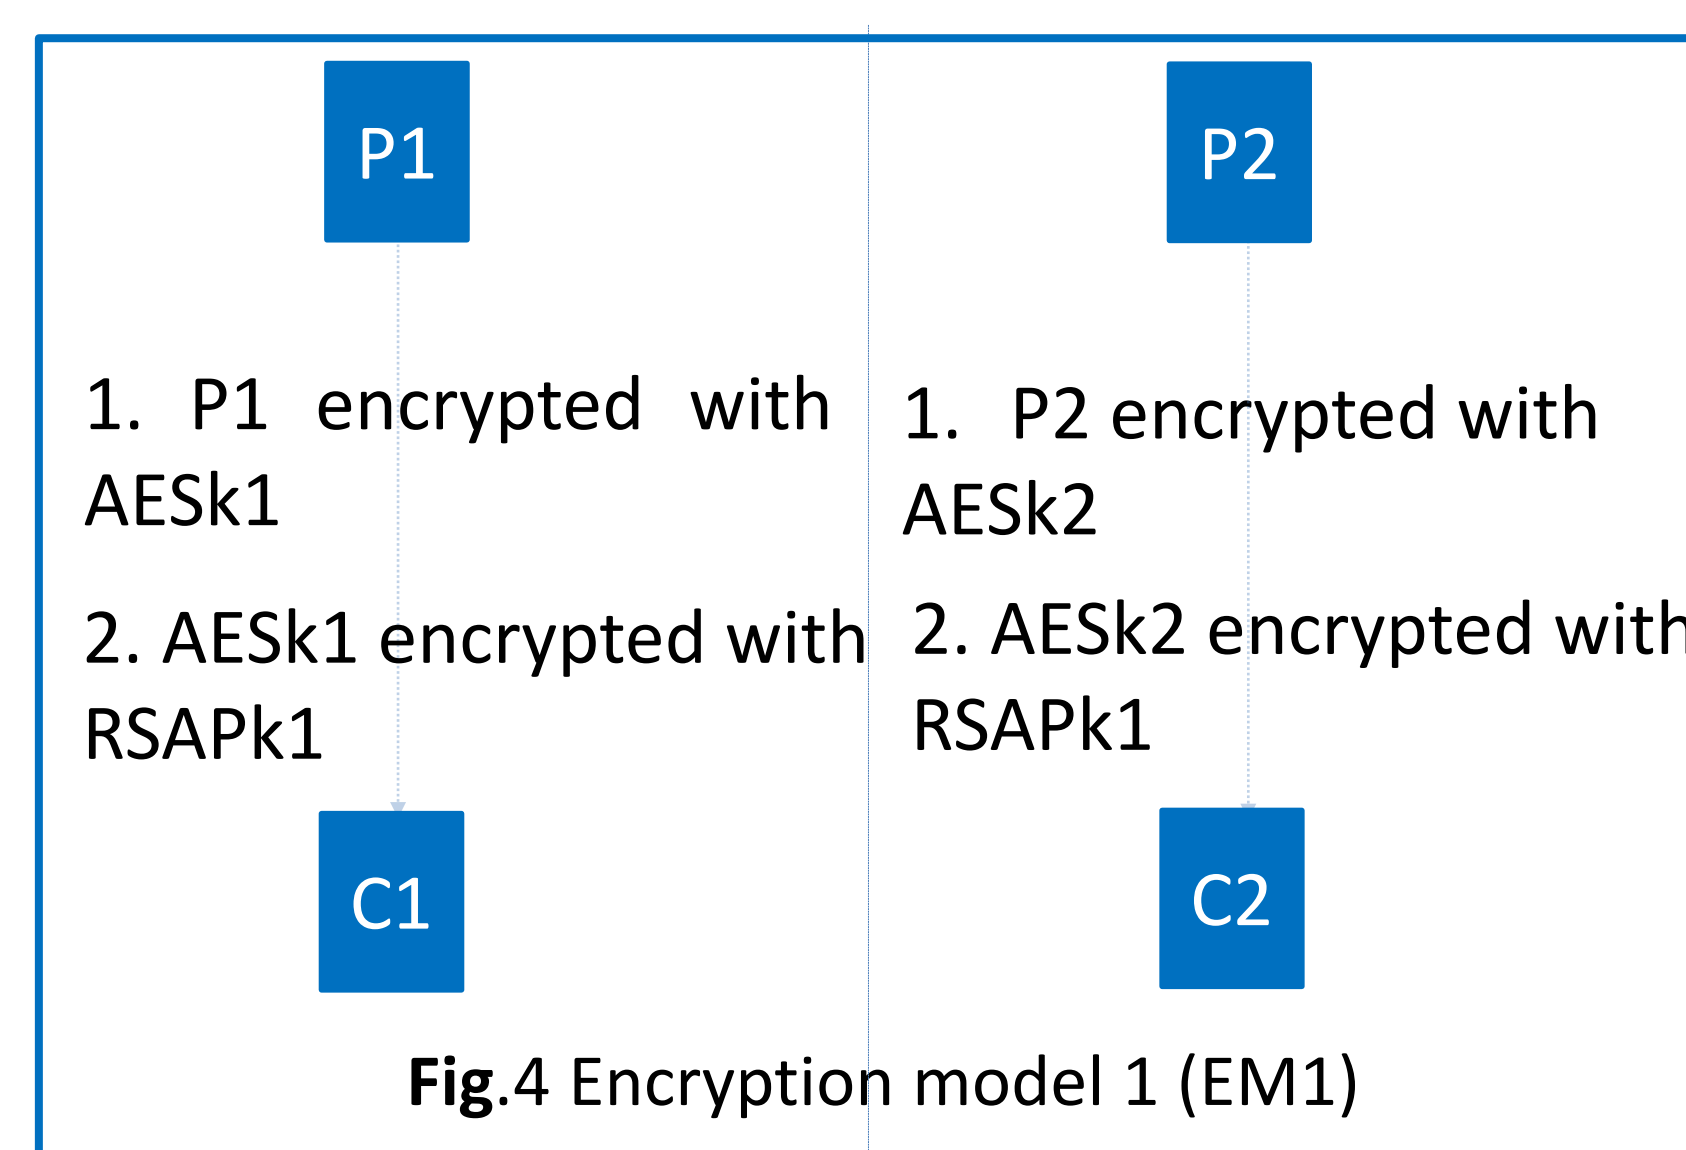 P1
1. P1 encrypted with
AESk1
2. AESk1 encrypted with
RSAPk1
C1
P2
1. P2 encrypted with
AESk2
2. AESk2 encrypted with
RSAPk1
C2
Fig.4 Encryption model 1 (EM1)